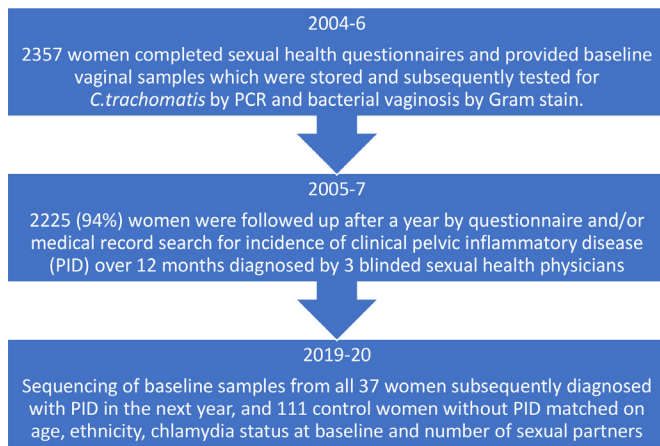 2004-6
2357 women completed sexual health questionnaires and provided baseline
vaginal samples which were stored and subsequently tested for
C.trachomatis by PCR and bacterial vaginosis by Gram stain.
2005-7
2225 (94%) women were followed up after a year by questionnaire and/or
medical record search for incidence of clinical pelvic inflammatory disease
(PID) over 12 months diagnosed by 3 blinded sexual health physicians
2019-20
Sequencing of baseline samples from all 37 women subsequently diagnosed
with PID in the next year, and 111 control women without PID matched on
age, ethnicity, chlamydia status at baseline and number of sexual partners